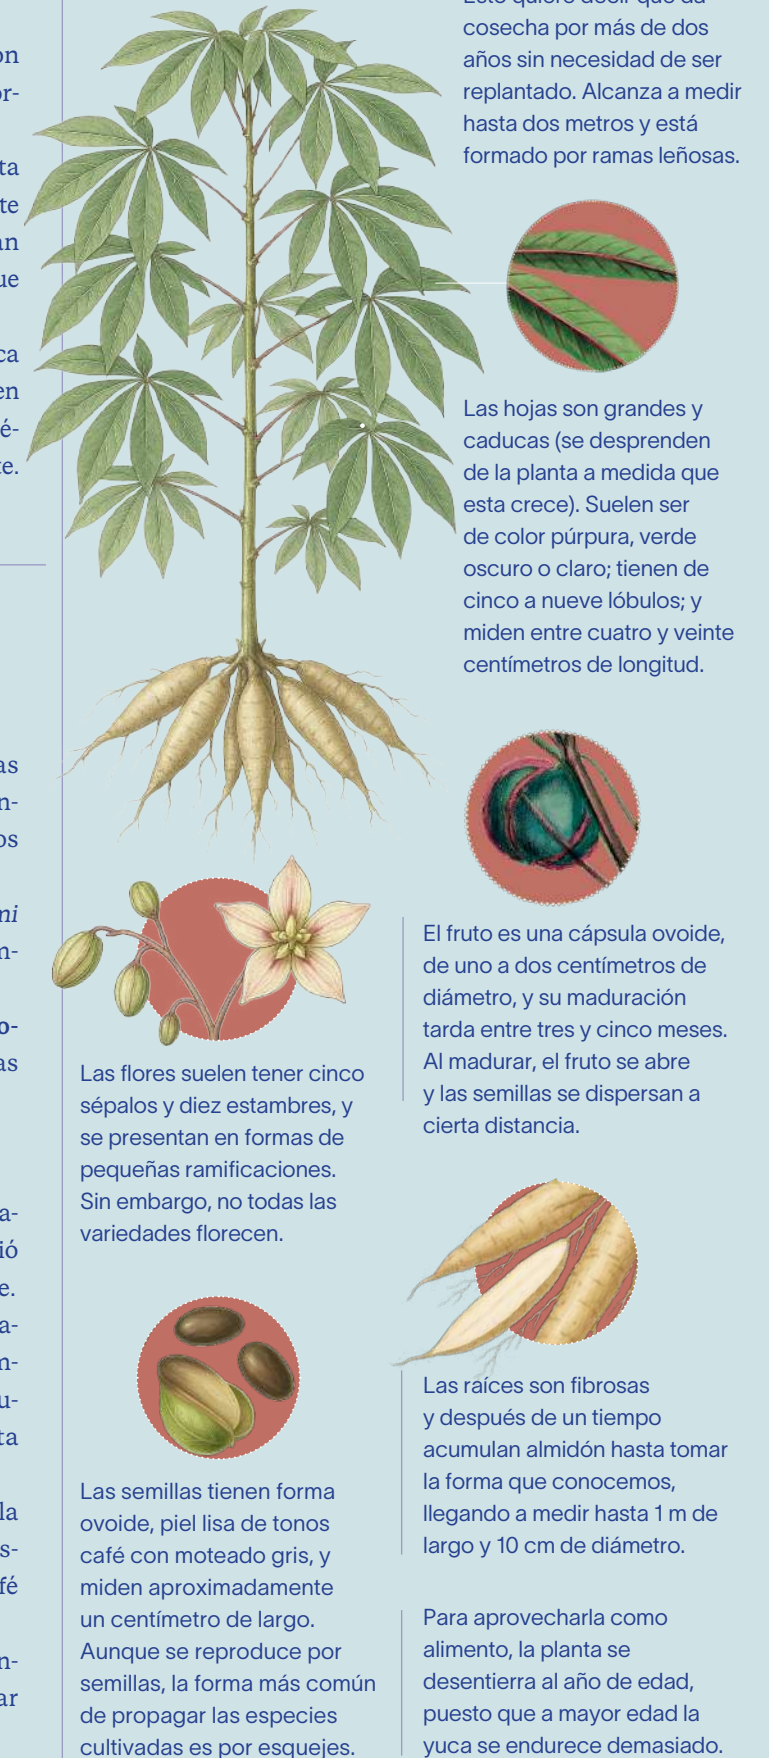 cosecha por más de dos
años sin necesidad de ser
replantado. Alcanza a medir
hasta dos metros y está
formado por ramas leñosas.
Las hojas son grandes y
caducas (se desprenden
de la planta a medida que
esta crece). Suelen ser
de color púrpura, verde
oscuro o claro; tienen de
cinco a nueve lóbulos; y
miden entre cuatro y veinte
centímetros de longitud.
El fruto es una cápsula ovoide,
de uno a dos centímetros de
diámetro, y su maduración
tarda entre tres y cinco meses.
Al madurar, el fruto se abre
y las semillas se dispersan a
cierta distancia.
Las flores suelen tener cinco
sépalos y diez estambres, y
se presentan en formas de
pequeñas ramificaciones.
Sin embargo, no todas las
variedades florecen.
Las raíces son fibrosas
y después de un tiempo
acumulan almidón hasta tomar
la forma que conocemos,
llegando a medir hasta 1 m de
largo y 10 cm de diámetro.
Las semillas tienen forma
ovoide, piel lisa de tonos
café con moteado gris, y
miden aproximadamente
un centímetro de largo.
Aunque se reproduce por
semillas, la forma más común
de propagar las especies
cultivadas es por esquejes.
Para aprovecharla como
alimento, la planta se
desentierra al año de edad,
puesto que a mayor edad la
yuca se endurece demasiado.